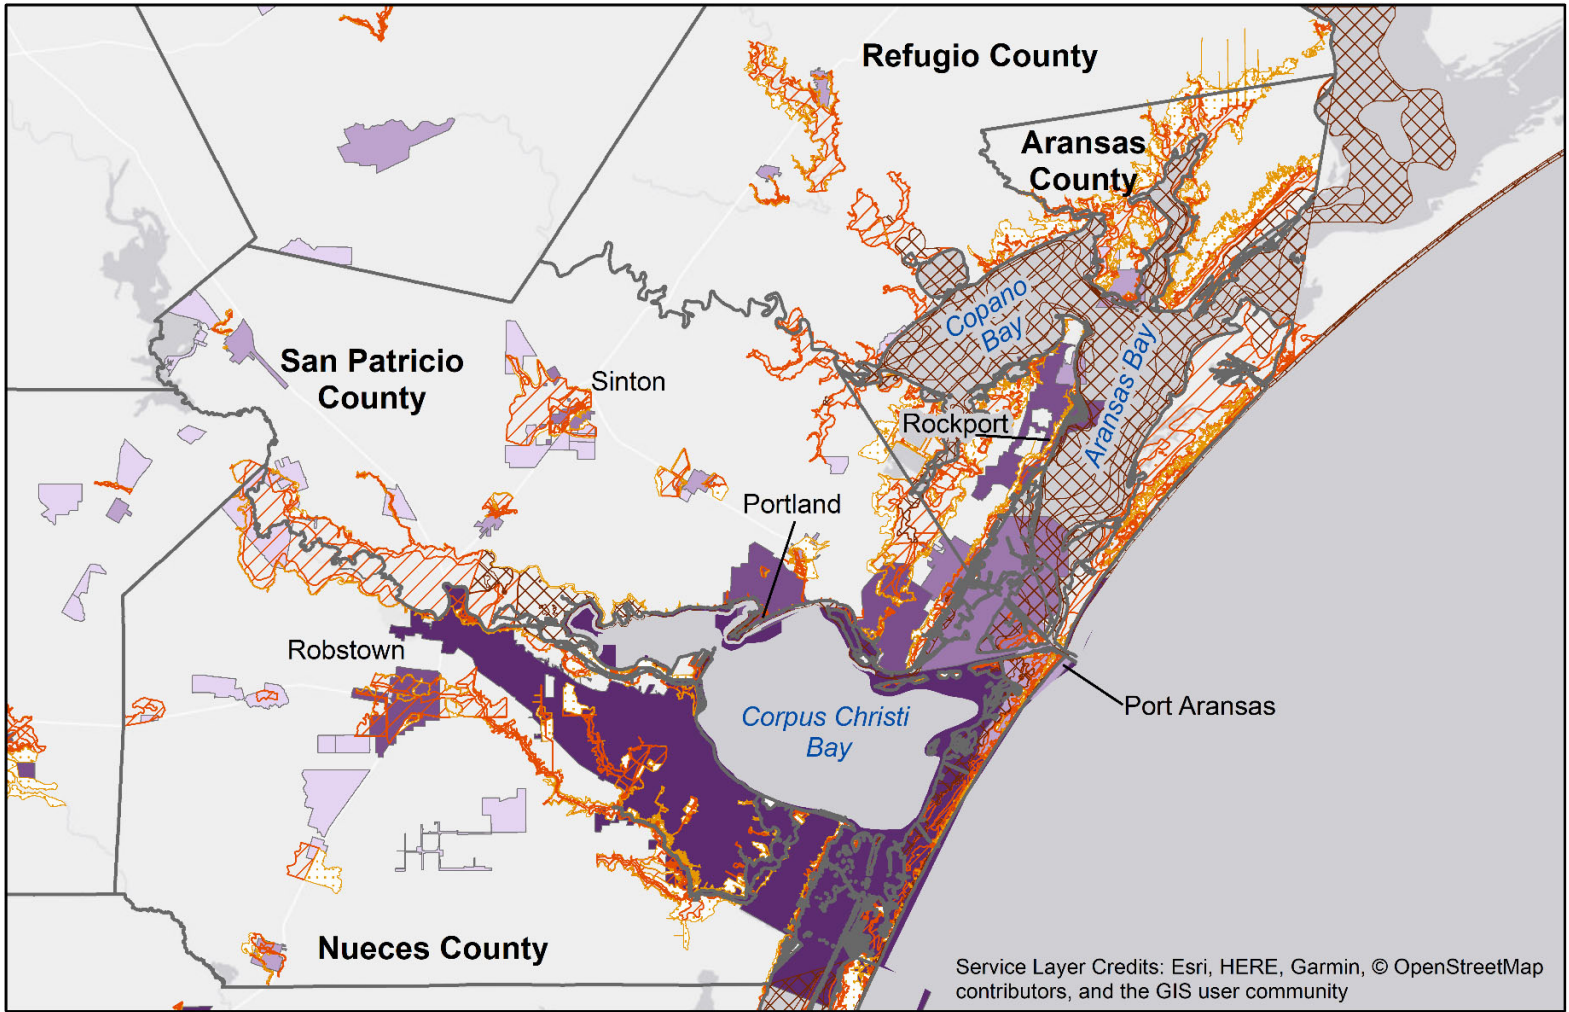 Refugio County
Aransas
County
Copano
Bay
San Patricio
County
Sinton
Aransas Bay
Rockport
Portland
Robstown
Port Aransas
Corpus Christi
Bay
Nueces County
Service Layer Credits: Esri, HERE, Garmin, © OpenStreetMap
contributors, and the GIS user community